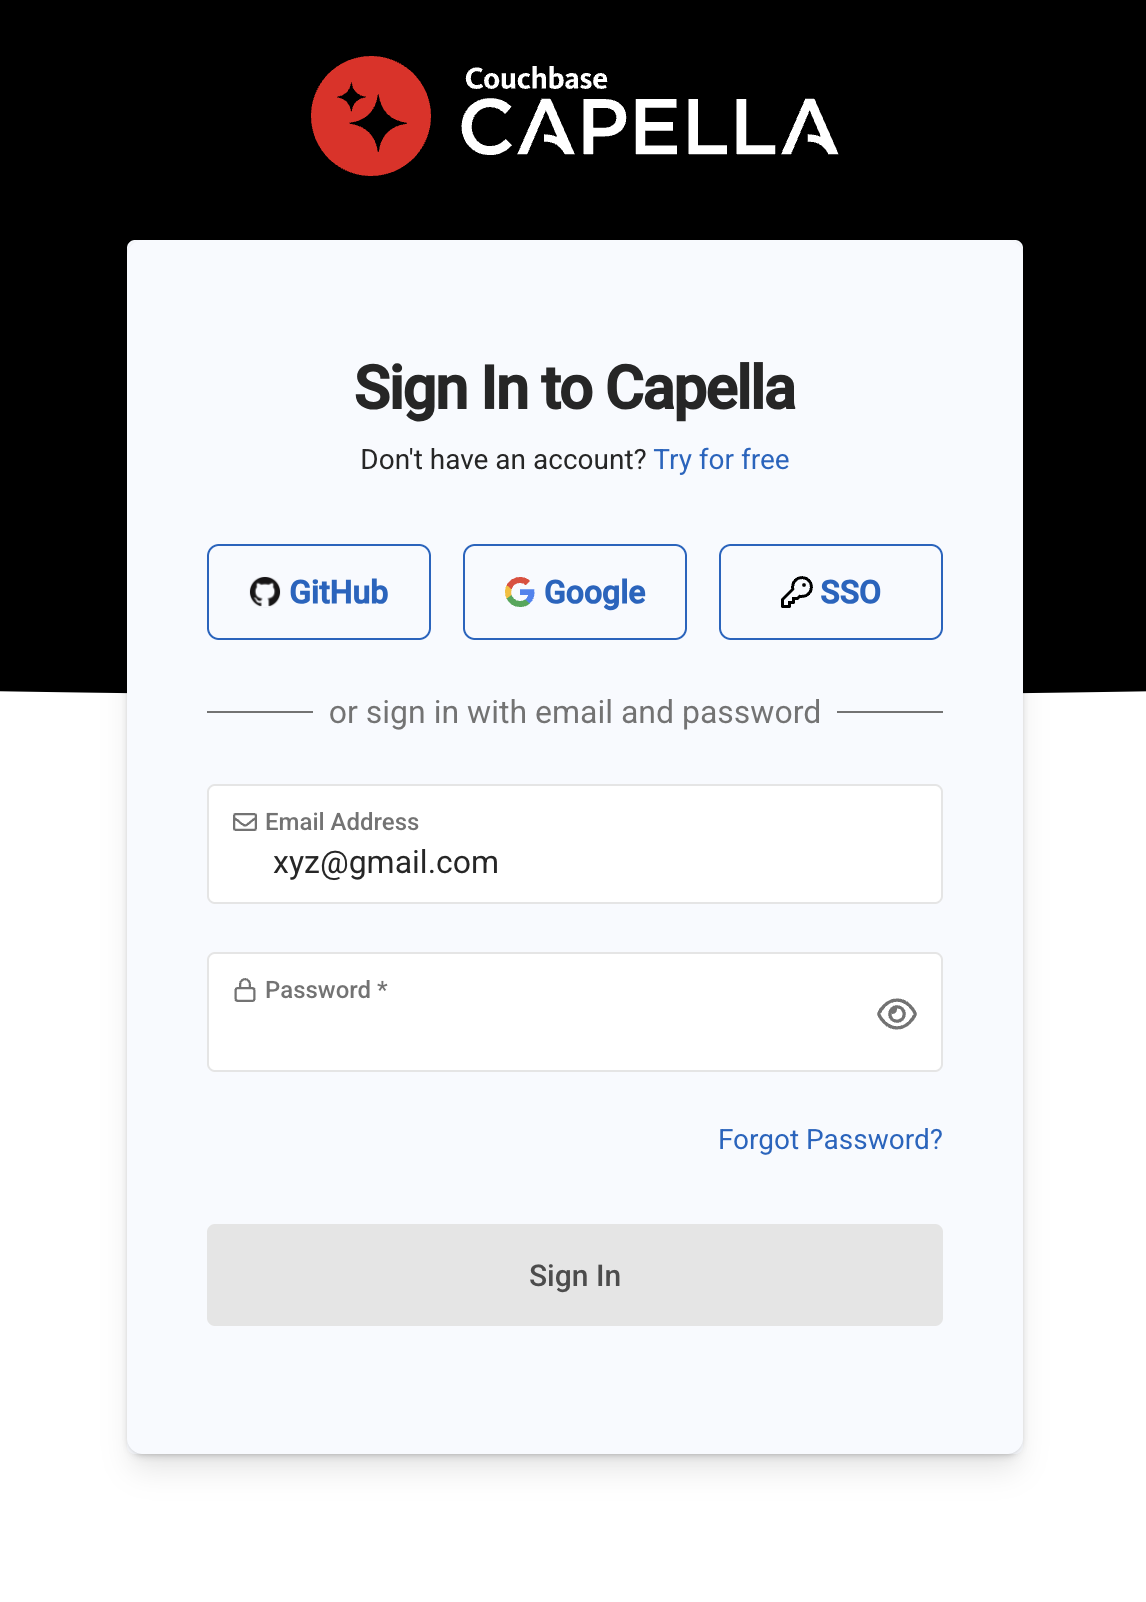 Couchbase
CAPELLA
Sign In to Capella
Don't have an account? Try for free
GitHub
Google
SSO
or sign in with email and password
Email Address
xyz@gmail.com
Password *
Forgot Password?
Sign In